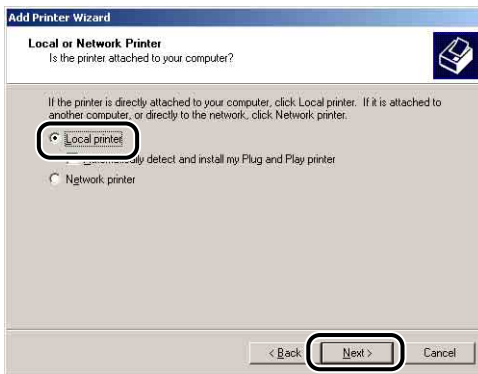 Add Printer Wizard
Local or Network Printer
Is the printer attached to your computer?
If the printer is directly attached to your computer, click Local printer. If it is attached to
another computer, or directly to the network, click Network printer.
Local printer
Automatically detect and install my Plug and Play printer
Network printer
< Back
Next >
Cancel